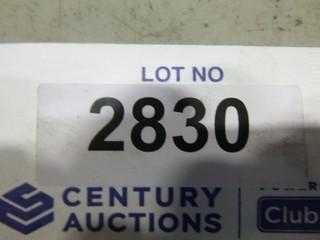 LOT NO
2830
CENTURY
AUCTIONS
Club